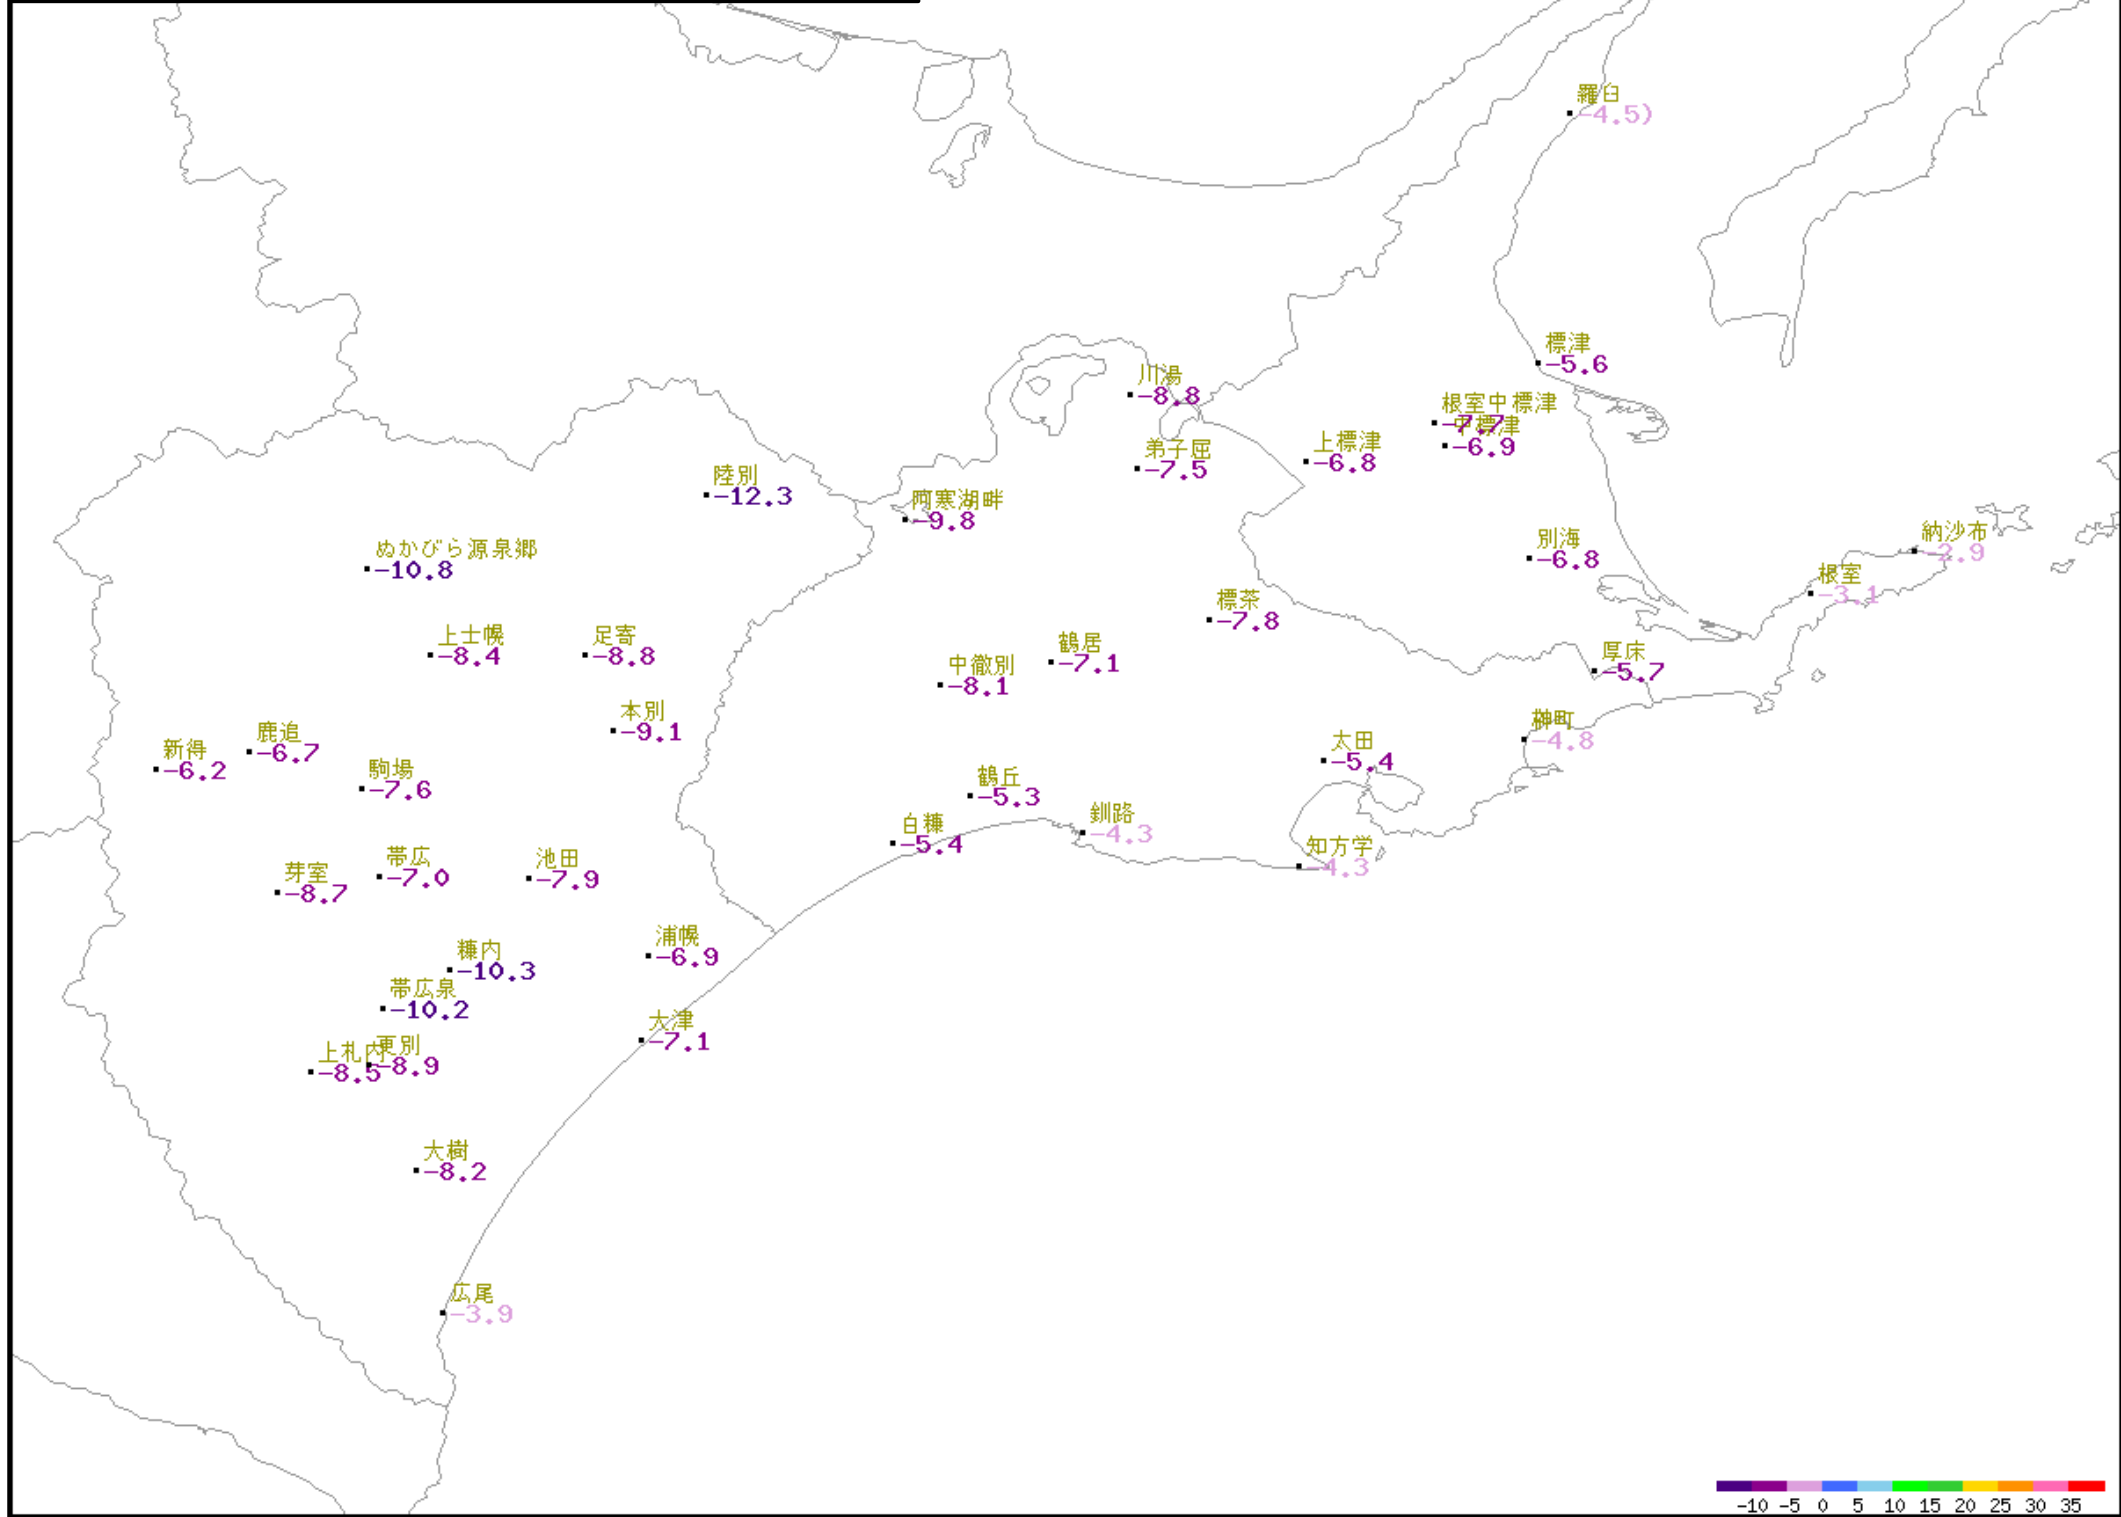 羅臼
-4.5)
標津
-5.6
川湯
-8.8
根室中標津
-7.7
中標津
-6.9
上標津
-6.8
弟子屈
-7.5
陸別
-12.3
阿寒湖畔
-9.8
納沙布
-2.9
別海
-6.8
ぬかびら源泉郷
-10.8
根室
-3.1
標茶
-7.8
上士幌
-8.4
足寄
-8.8
鶴居
-7.1
厚床
-5.7
中徹別
-8.1
本別
-9.1
榊町
-4.8
鹿追
-6.7
太田
-5.4
新得
-6.2
駒場
-7.6
鶴丘
-5.3
釧路
-4.3
白糠
-5.4
知方学
-4.3
帯広
-7.0
池田
-7.9
芽室
-8.7
浦幌
-6.9
糠内
-10.3
帯広泉
-10.2
大津
-7.1
更別
-8.9
上札内
-8.5
大樹
-8.2
広尾
-3.9
-10 -5 0 5 10 15 20 25 30 35